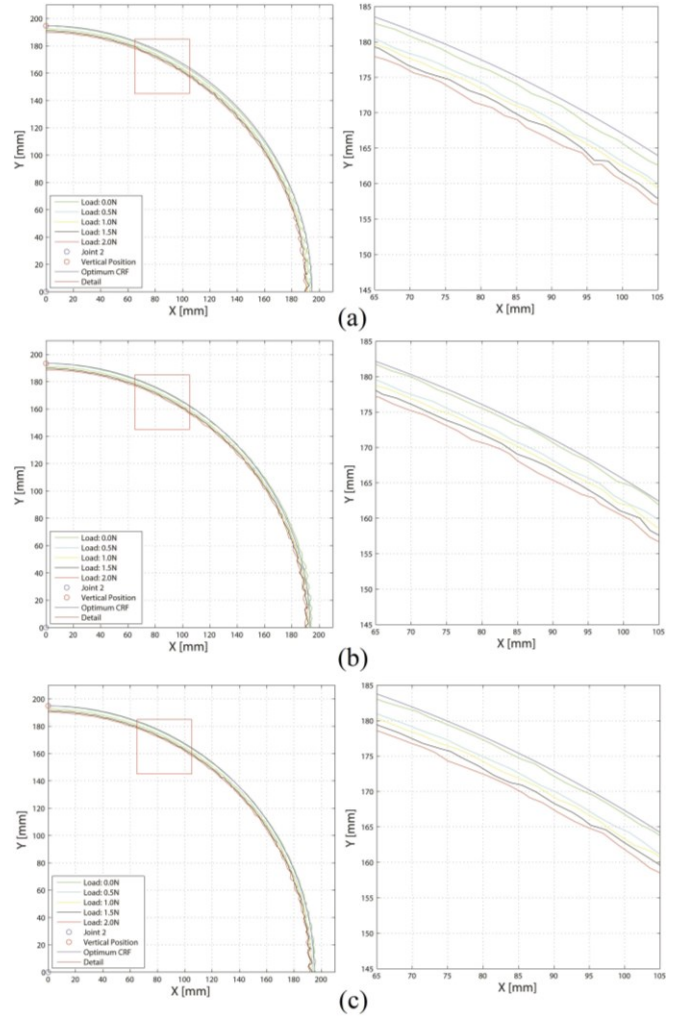 200
180
160
140
120
100
80
60
40
20
0
Y [mm]
Load: 0.0N
Load: 0.5N
Load: 1.0N
Load: 1.5N
Load: 2.0N
Joint 2
Vertical Position
Optimum CRF
Detail
0 20 40 60 80 100 120 140 160 180 200
X [mm]
185
180
175
170
165
160
155
150
145
Y [mm]
65 70 75 80 85 90 95 100 105
X [mm]
(a)
200
180
160
140
120
100
80
60
40
20
0
Y [mm]
Load: 0.0N
Load: 0.5N
Load: 1.0N
Load: 1.5N
Load: 2.0N
Joint 2
Vertical Position
Optimum CRF
Detail
0 20 40 60 80 100 120 140 160 180 200
X [mm]
185
180
175
170
165
160
155
150
145
Y [mm]
65 70 75 80 85 90 95 100 105
X [mm]
(b)
200
180
160
140
120
100
80
60
40
20
0
Y [mm]
Load: 0.0N
Load: 0.5N
Load: 1.0N
Load: 1.5N
Load: 2.0N
Joint 2
Vertical Position
Optimum CRF
Detail
0 20 40 60 80 100 120 140 160 180 200
X [mm]
185
180
175
170
165
160
155
150
145
Y [mm]
65 70 75 80 85 90 95 100 105
X [mm]
(c)